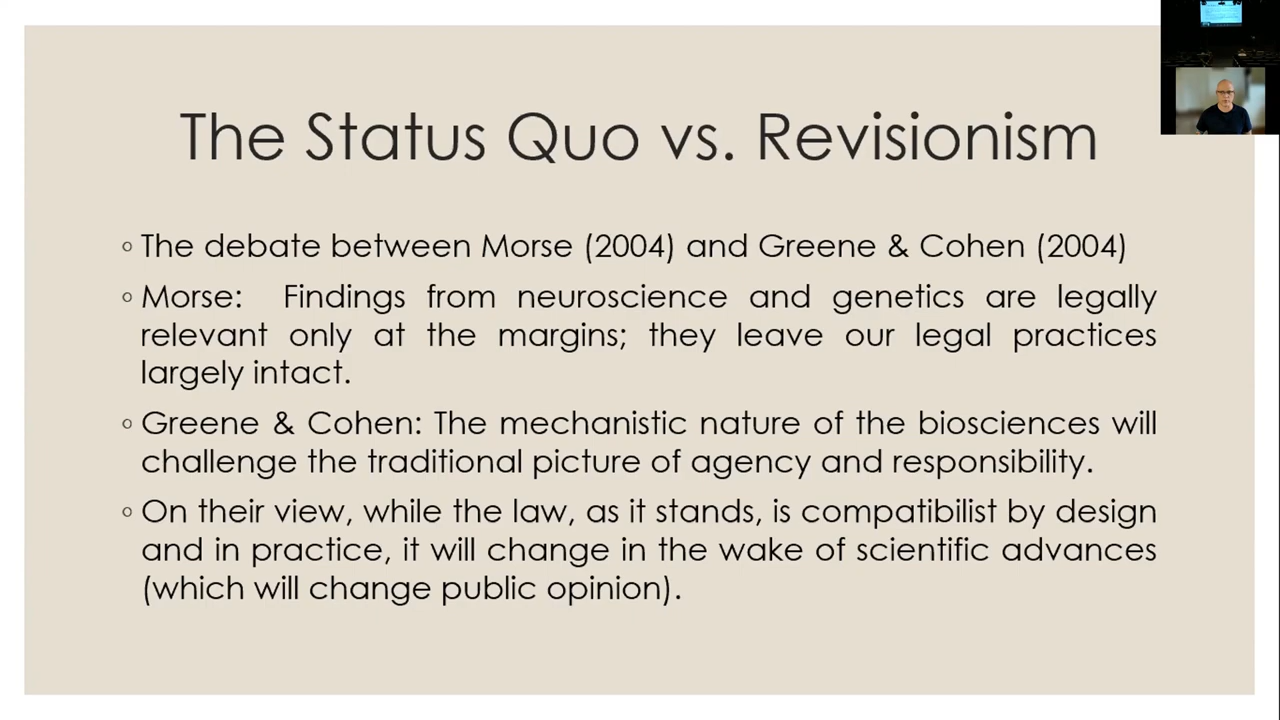 The Status Quo vs. Revisionism
◦ The debate between Morse (2004) and Greene & Cohen (2004)
◦ Morse: Findings from neuroscience and genetics are legally
relevant only at the margins; they leave our legal practices
largely intact.
◦ Greene & Cohen: The mechanistic nature of the biosciences will
challenge the traditional picture of agency and responsibility.
◦ On their view, while the law, as it stands, is compatibilist by design
and in practice, it will change in the wake of scientific advances
(which will change public opinion).